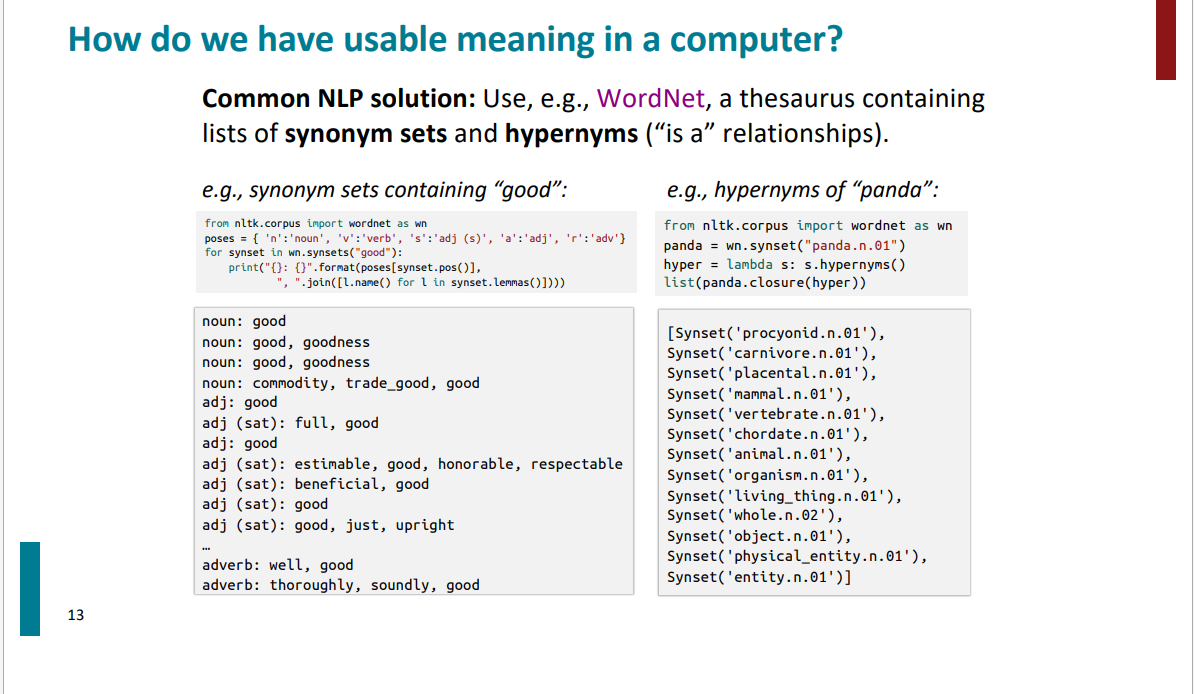 How do we have usable meaning in a computer?
Common NLP solution: Use, e.g., WordNet, a thesaurus containing
lists of synonym sets and hypernyms (“is a” relationships).
e.g., synonym sets containing “good”:
from nltk.corpus import wordnet as wn
poses = { 'n':'noun', 'v':'verb', 's':'adj (s)', 'a':'adj', 'r':'adv'}
for synset in wn.synsets("good"):
    print("{}: {}".format(poses[synset.pos()],
            ", ".join([l.name() for l in synset.lemmas()])))
noun: good
noun: good, goodness
noun: good, goodness
noun: commodity, trade_good, good
adj: good
adj (sat): full, good
adj: good
adj (sat): estimable, good, honorable, respectable
adj (sat): beneficial, good
adj (sat): good
adj (sat): good, just, upright
…
adverb: well, good
adverb: thoroughly, soundly, good
e.g., hypernyms of “panda”:
from nltk.corpus import wordnet as wn
panda = wn.synset("panda.n.01")
hyper = lambda s: s.hypernyms()
list(panda.closure(hyper))
[Synset('procyonid.n.01'),
Synset('carnivore.n.01'),
Synset('placental.n.01'),
Synset('mammal.n.01'),
Synset('vertebrate.n.01'),
Synset('chordate.n.01'),
Synset('animal.n.01'),
Synset('organism.n.01'),
Synset('living_thing.n.01'),
Synset('whole.n.02'),
Synset('object.n.01'),
Synset('physical_entity.n.01'),
Synset('entity.n.01')]
13